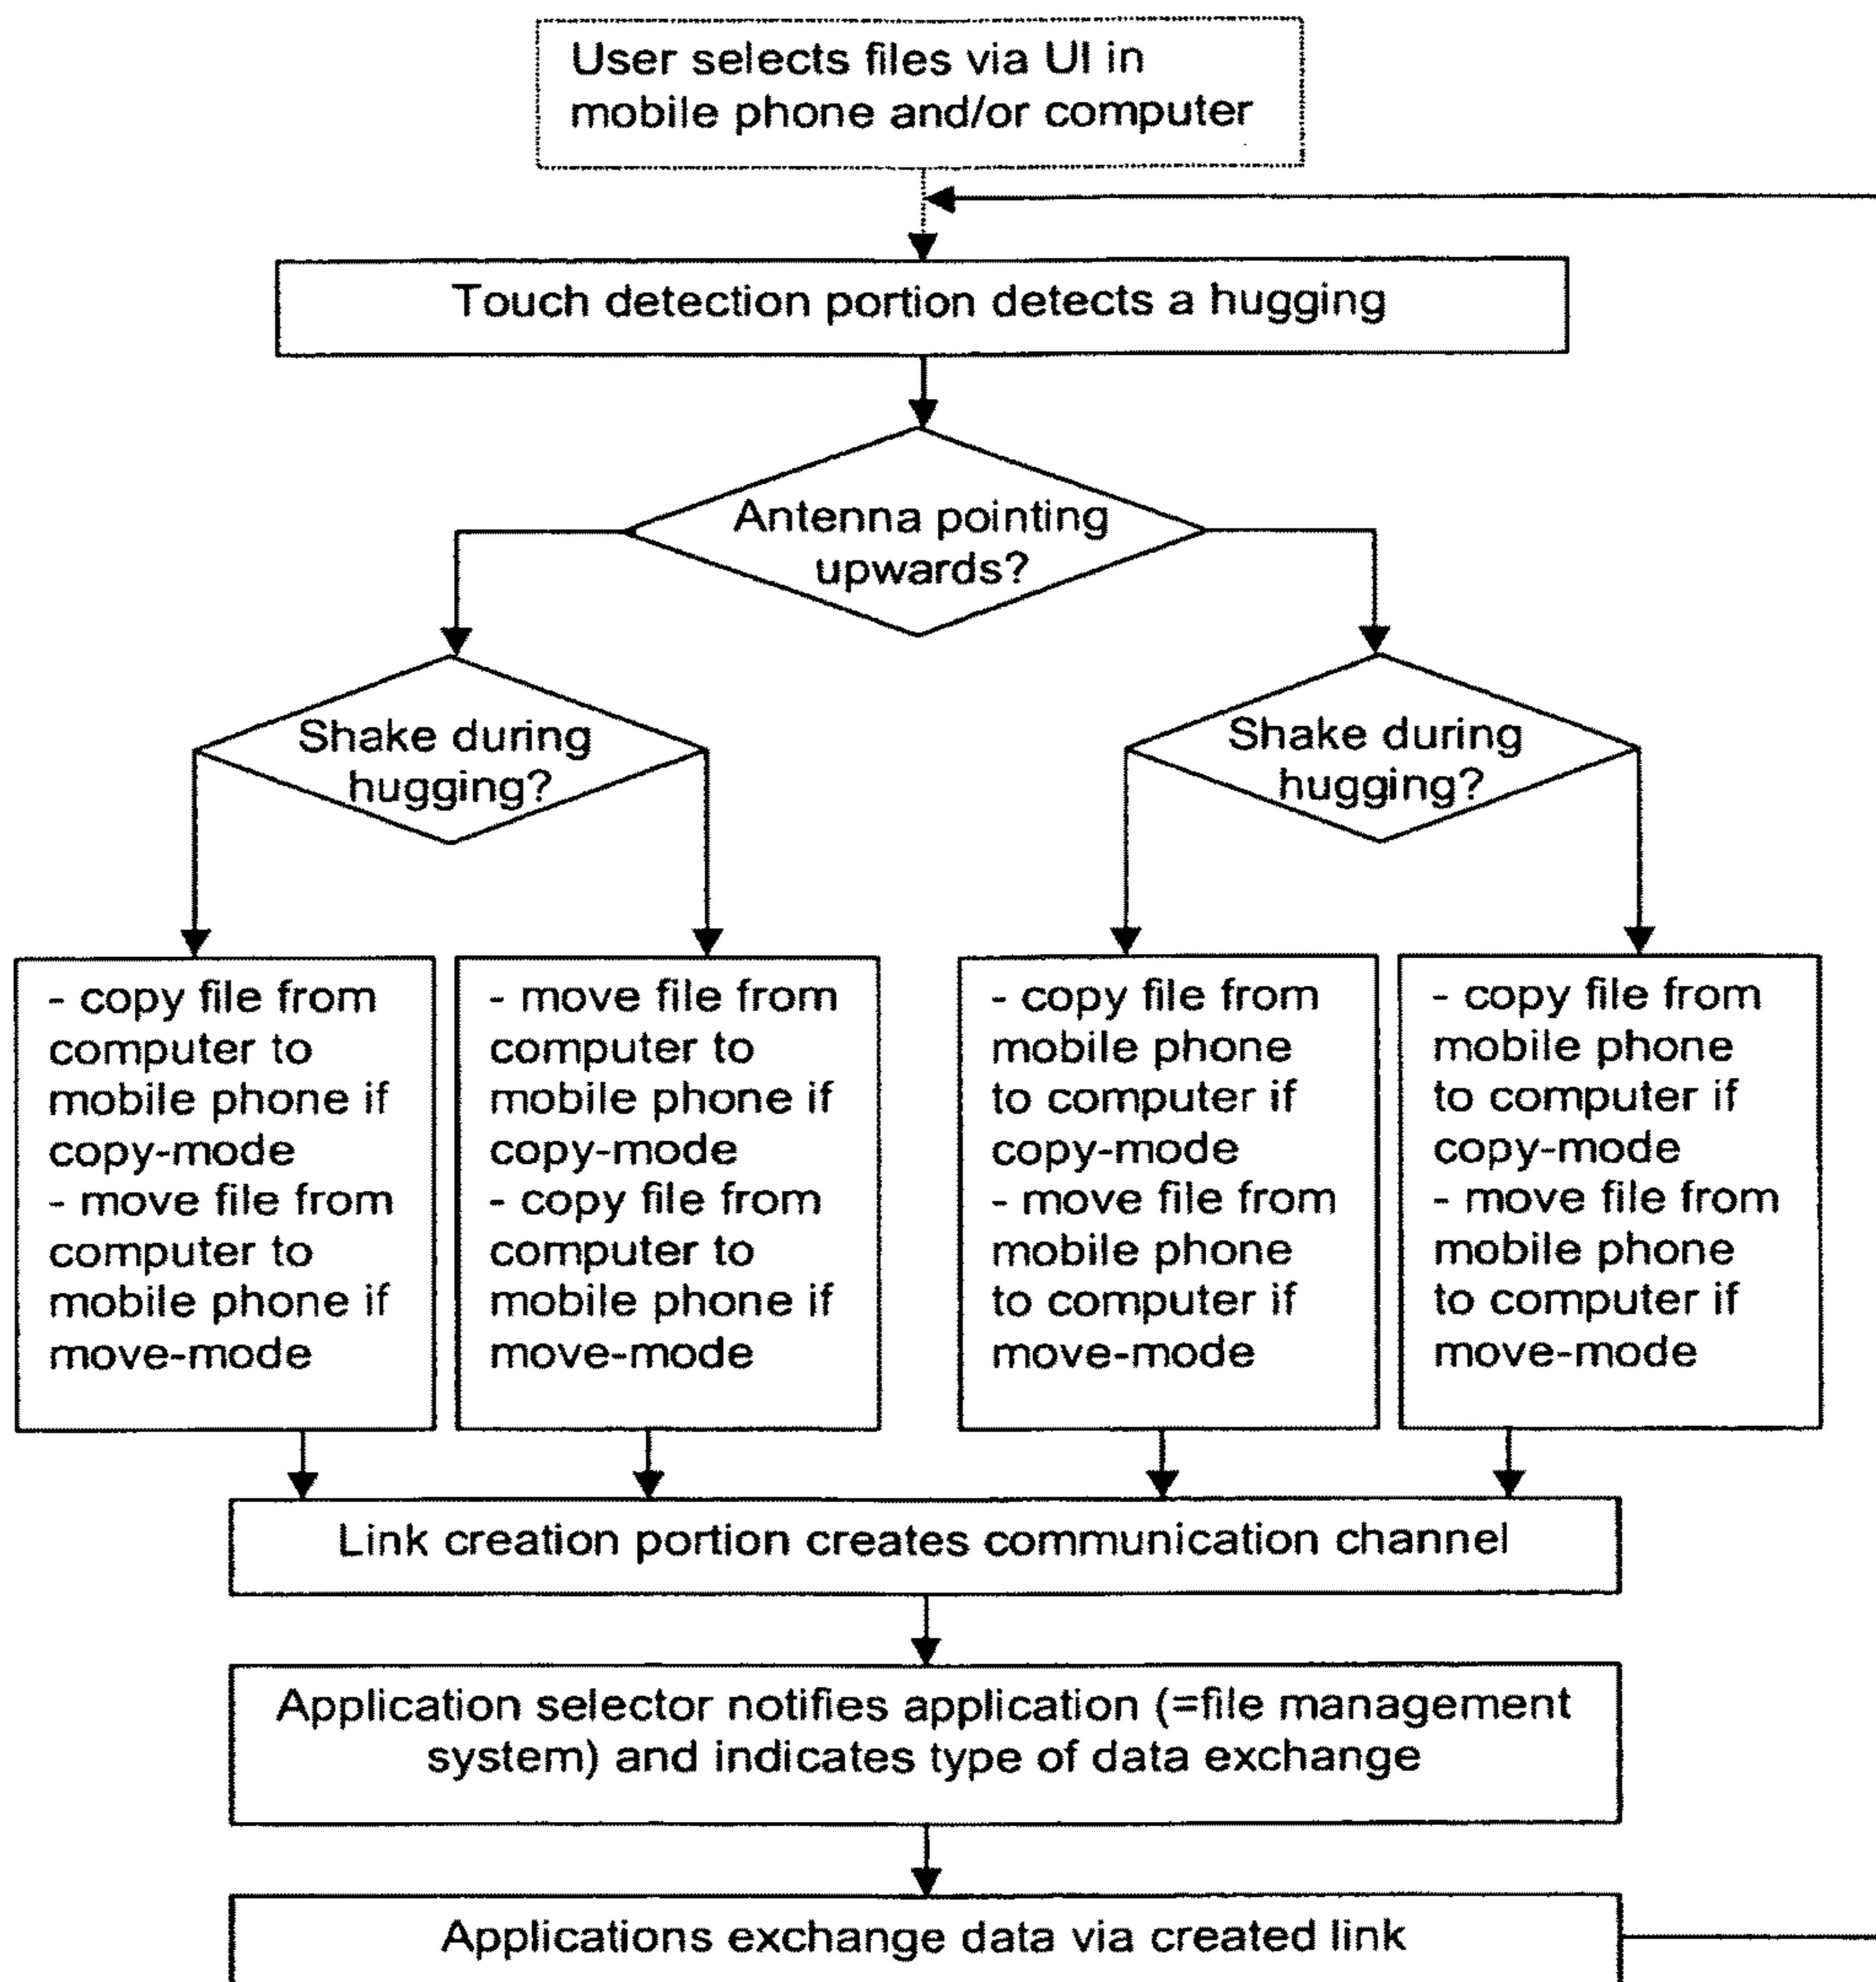 User selects files via UI in
mobile phone and/or computer
Touch detection portion detects a hugging
Antenna pointing
upwards?
Shake during
hugging?
Shake during
hugging?
- copy file from
computer to
mobile phone if
copy-mode
- move file from
computer to
mobile phone if
move-mode
- move file from
computer to
mobile phone if
copy-mode
- copy file from
computer to
mobile phone if
move-mode
- copy file from
mobile phone
to computer if
copy-mode
- move file from
mobile phone
to computer if
move-mode
- copy file from
mobile phone
to computer if
copy-mode
- move file from
mobile phone
to computer if
move-mode
Link creation portion creates communication channel
Application selector notifies application (=file management
system) and indicates type of data exchange
Applications exchange data via created link